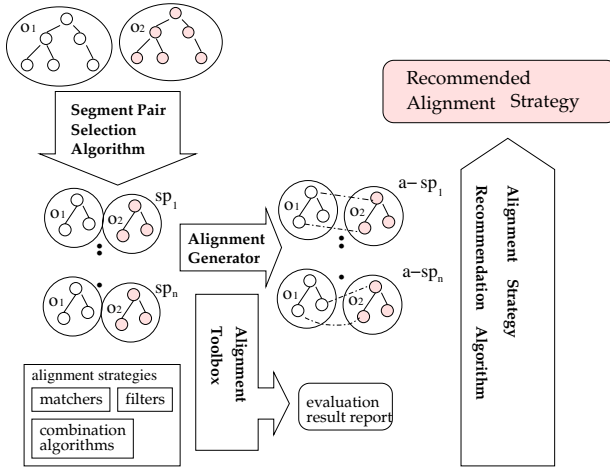 o1
o2
Recommended
Alignment Strategy
Segment Pair
Selection
Algorithm
sp1
o1
o2
a– sp1
o1
o2
Alignment
Generator
spn
o1
o2
a–spn
o1
o2
Alignment Strategy
Recommendation Algorithm
Alignment
Toolbox
alignment strategies
matchers
filters
combination
algorithms
evaluation
result report